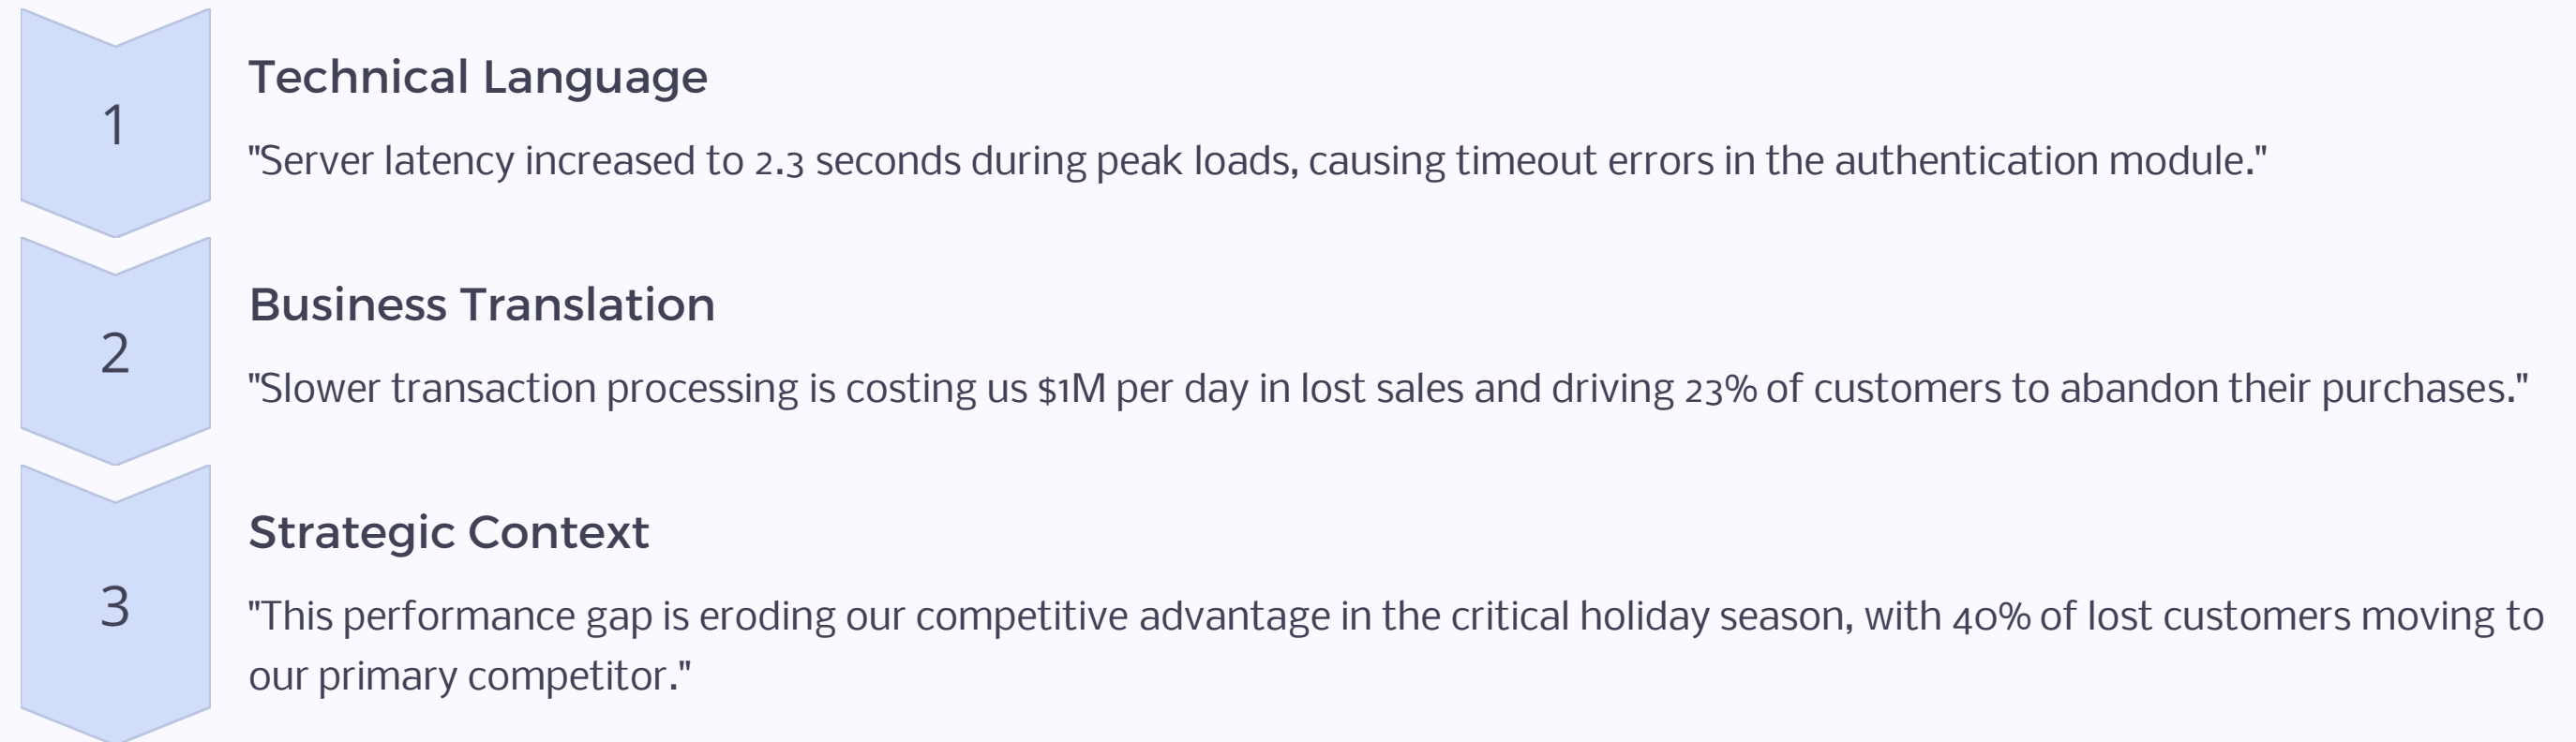 1
Technical Language
"Server latency increased to 2.3 seconds during peak loads, causing timeout errors in the authentication module."
2
Business Translation
"Slower transaction processing is costing us $1M per day in lost sales and driving 23% of customers to abandon their purchases."
3
Strategic Context
"This performance gap is eroding our competitive advantage in the critical holiday season, with 40% of lost customers moving to
our primary competitor."